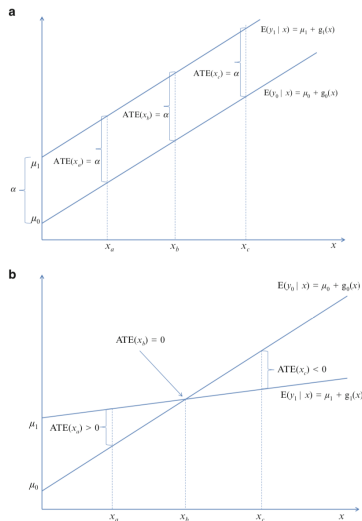 a
E(y₁ | x) = μ₁ + g₁(x)
ATE(x_c) = α
E(y₀ | x) = μ₀ + g₀(x)
ATE(x_b) = α
ATE(x_a) = α
μ₁
α
μ₀
x_a x_b x_c x
b
E(y₀ | x) = μ₀ + g₀(x)
ATE(x_b) = 0
ATE(x_c) < 0
E(y₁ | x) = μ₁ + g₁(x)
μ₁
ATE(x_a) > 0
μ₀
x_a x_b x_c x